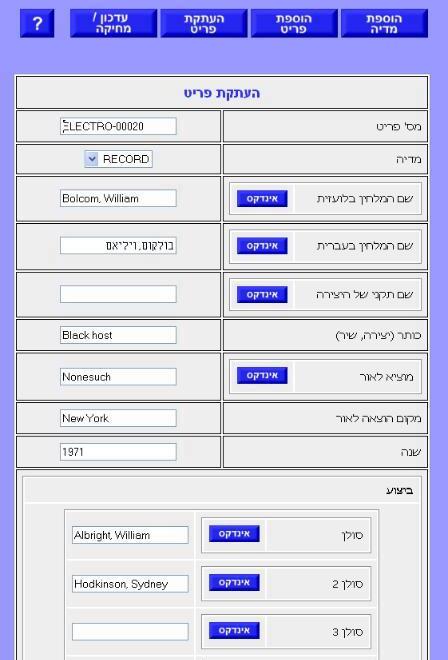 הוספת מדיה
הוספת פריט
העתקת פריט
עדכון / מחיקה
?
העתקת פריט
מס' פריט ELECTRO-00020
מדיה RECORD
שם המלחין בלועזית אינדקס Bolcom, William
שם המלחין בעברית אינדקס בולקום, ויליאם
שם תקני של היצירה אינדקס
כותר (יצירה, שיר) Black host
מוציא לאור אינדקס Nonesuch
מקום הוצאה לאור New York
שנה 1971
ביצוע
סולן אינדקס Albright, William
סולן 2 אינדקס Hodkinson, Sydney
סולן 3 אינדקס